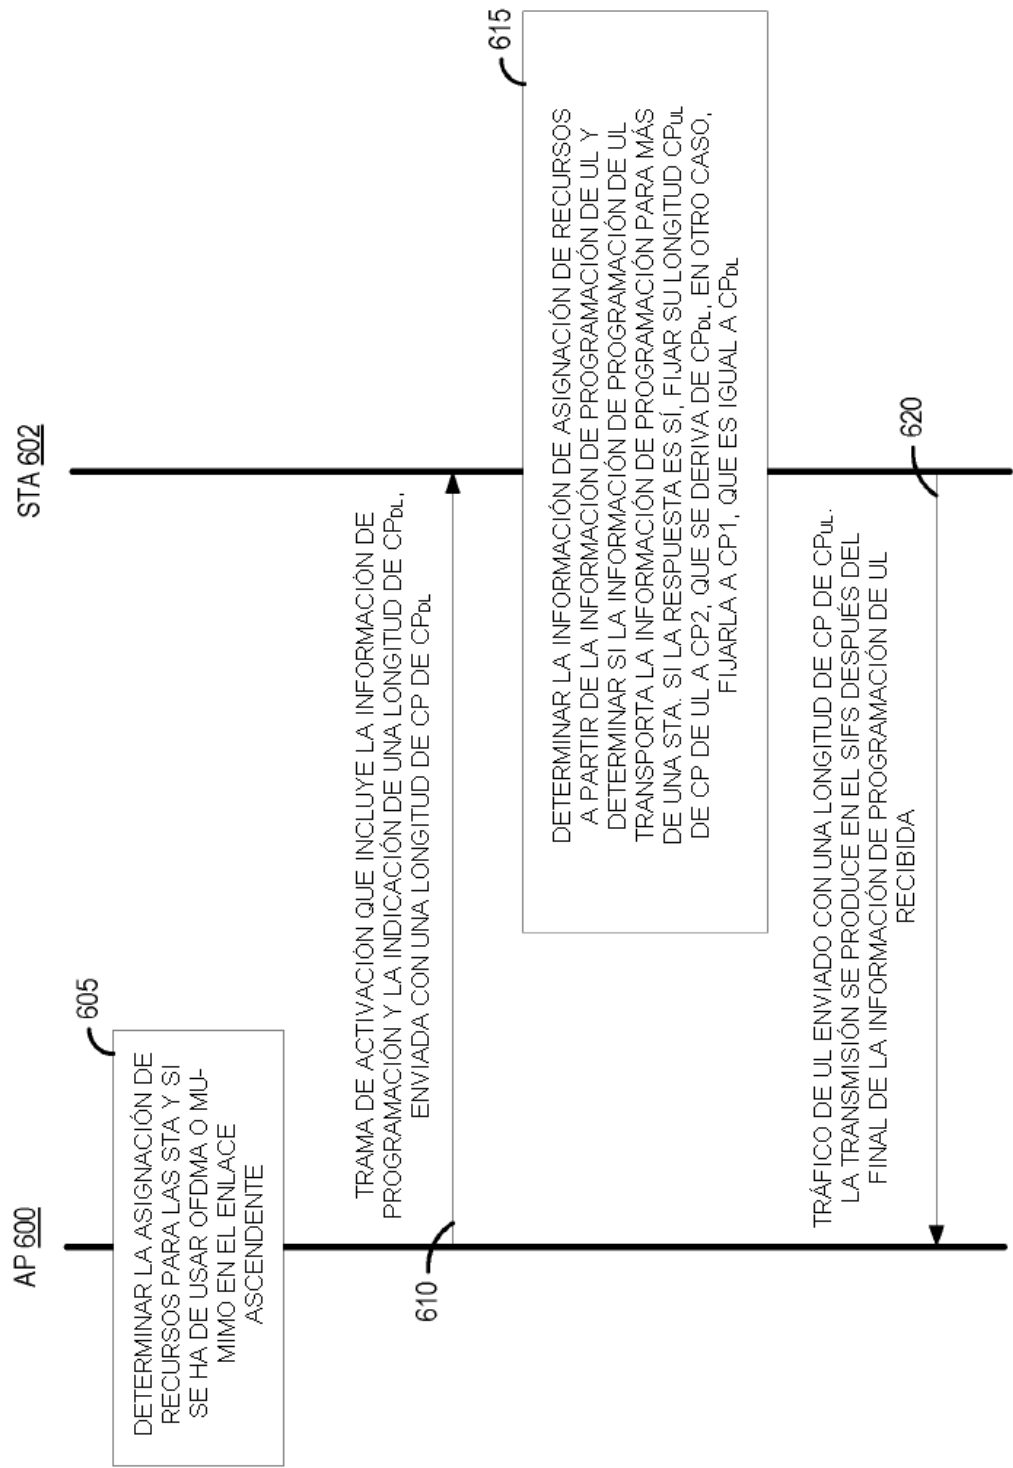 AP 600
STA 602
605
DETERMINAR LA ASIGNACIÓN DE
RECURSOS PARA LAS STA Y SI
SE HA DE USAR OFDMA O MU-
MIMO EN EL ENLACE
ASCENDENTE
TRAMA DE ACTIVACIÓN QUE INCLUYE LA INFORMACIÓN DE
PROGRAMACIÓN Y LA INDICACIÓN DE UNA LONGITUD DE CPDL,
ENVIADA CON UNA LONGITUD DE CP DE CPDL
610
615
DETERMINAR LA INFORMACIÓN DE ASIGNACIÓN DE RECURSOS
A PARTIR DE LA INFORMACIÓN DE PROGRAMACIÓN DE UL Y
DETERMINAR SI LA INFORMACIÓN DE PROGRAMACIÓN DE UL
TRANSPORTA LA INFORMACIÓN DE PROGRAMACIÓN PARA MÁS
DE UNA STA. SI LA RESPUESTA ES SÍ, FIJAR SU LONGITUD CPUL
DE CP DE UL A CP2, QUE SE DERIVA DE CPDL, EN OTRO CASO,
FIJARLA A CP1, QUE ES IGUAL A CPDL
620
TRÁFICO DE UL ENVIADO CON UNA LONGITUD DE CP DE CPUL.
LA TRANSMISIÓN SE PRODUCE EN EL SIFS DESPUÉS DEL
FINAL DE LA INFORMACIÓN DE PROGRAMACIÓN DE UL
RECIBIDA